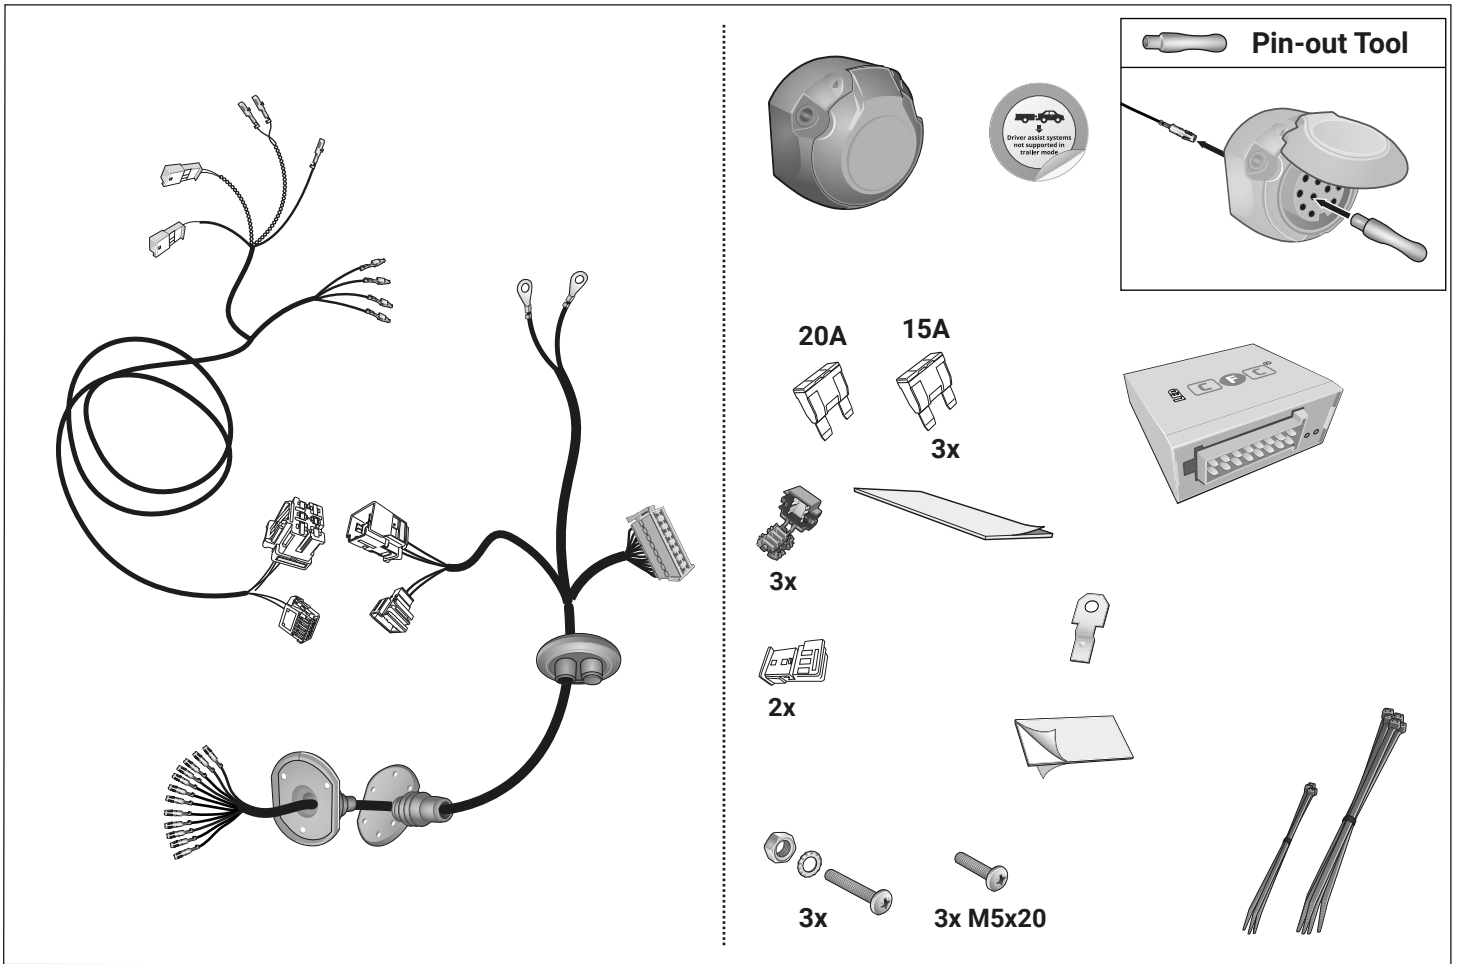 Pin-out Tool
Driver assist systems
not supported in
trailer mode
20A
15A
3x
CFC
3x
2x
3x
3x M5x20